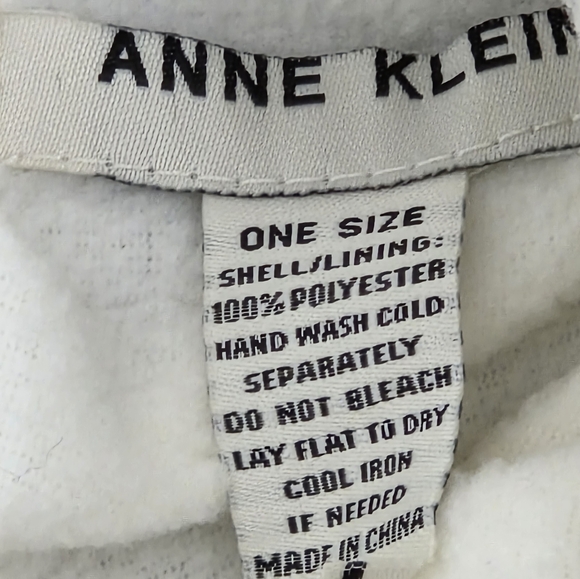 ANNE KLEIN
ONE SIZE
SHELL/LINING:
100% POLYESTER
HAND WASH COLD
SEPARATELY
DO NOT BLEACH
LAY FLAT TO DRY
COOL IRON
IF NEEDED
MADE IN CHINA